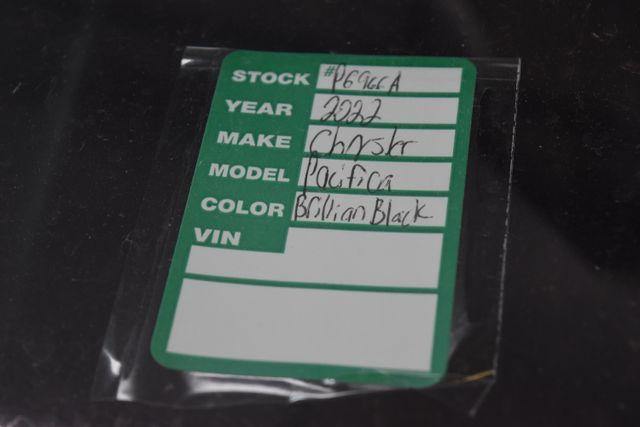 STOCK #P6966A
YEAR 2022
MAKE Chrysler
MODEL Pacifica
COLOR Brillian Black
VIN